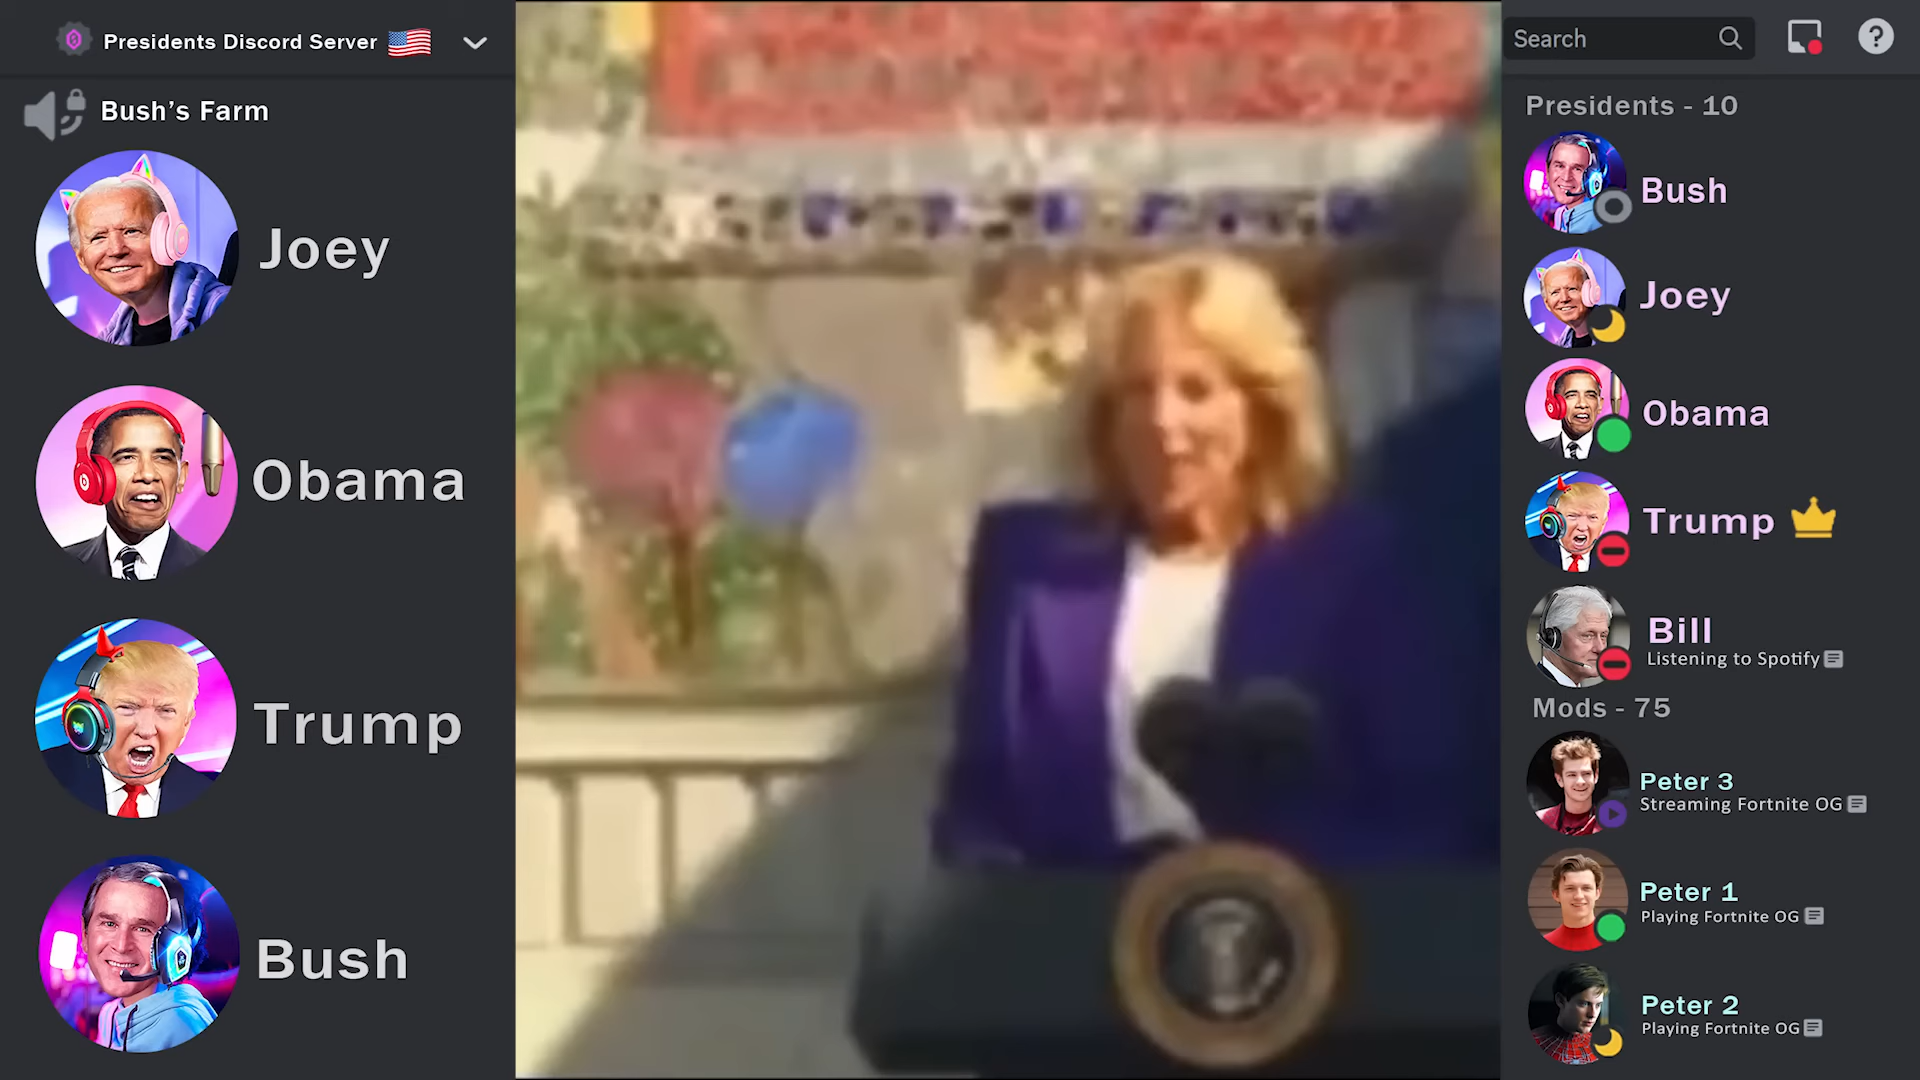 Presidents Discord Server
Bush's Farm
Joey
Obama
Trump
Bush
Search
?
Presidents - 10
Bush
Joey
Obama
Trump
Bill
Listening to Spotify
Mods - 75
Peter 3
Streaming Fortnite OG
Peter 1
Playing Fortnite OG
Peter 2
Playing Fortnite OG